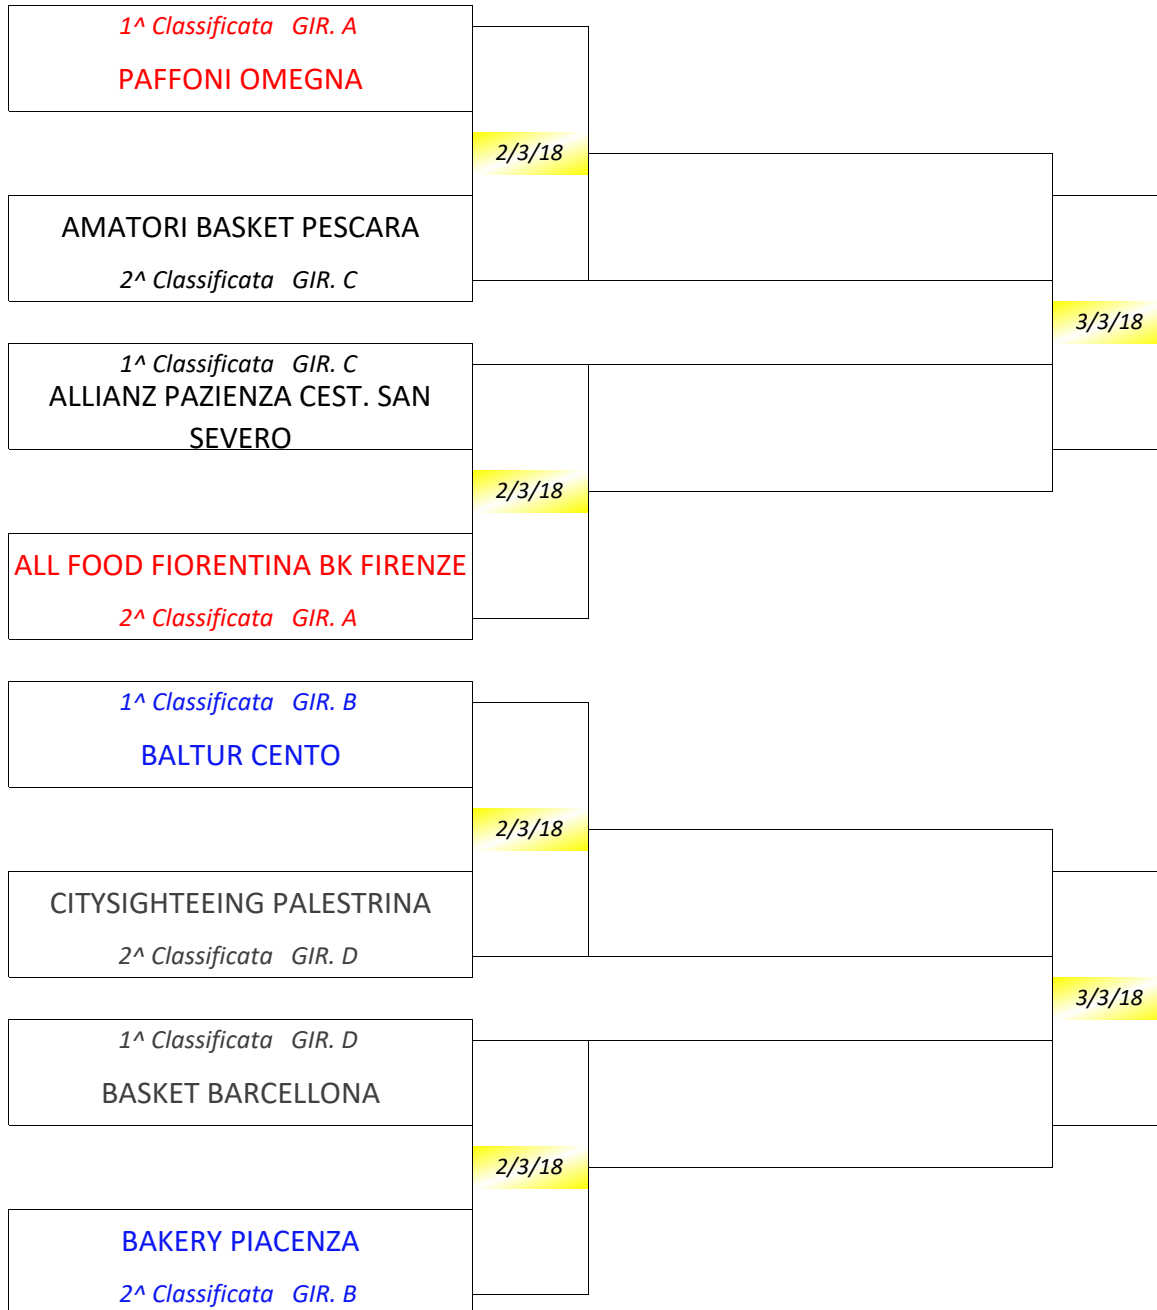 1^ Classificata GIR. A
PAFFONI OMEGNA
2/3/18
AMATORI BASKET PESCARA
2^ Classificata GIR. C
3/3/18
1^ Classificata GIR. C
ALLIANZ PAZIENZA CEST. SAN
SEVERO
2/3/18
ALL FOOD FIORENTINA BK FIRENZE
2^ Classificata GIR. A
1^ Classificata GIR. B
BALTUR CENTO
2/3/18
CITYSIGHTEEING PALESTRINA
2^ Classificata GIR. D
3/3/18
1^ Classificata GIR. D
BASKET BARCELLONA
2/3/18
BAKERY PIACENZA
2^ Classificata GIR. B